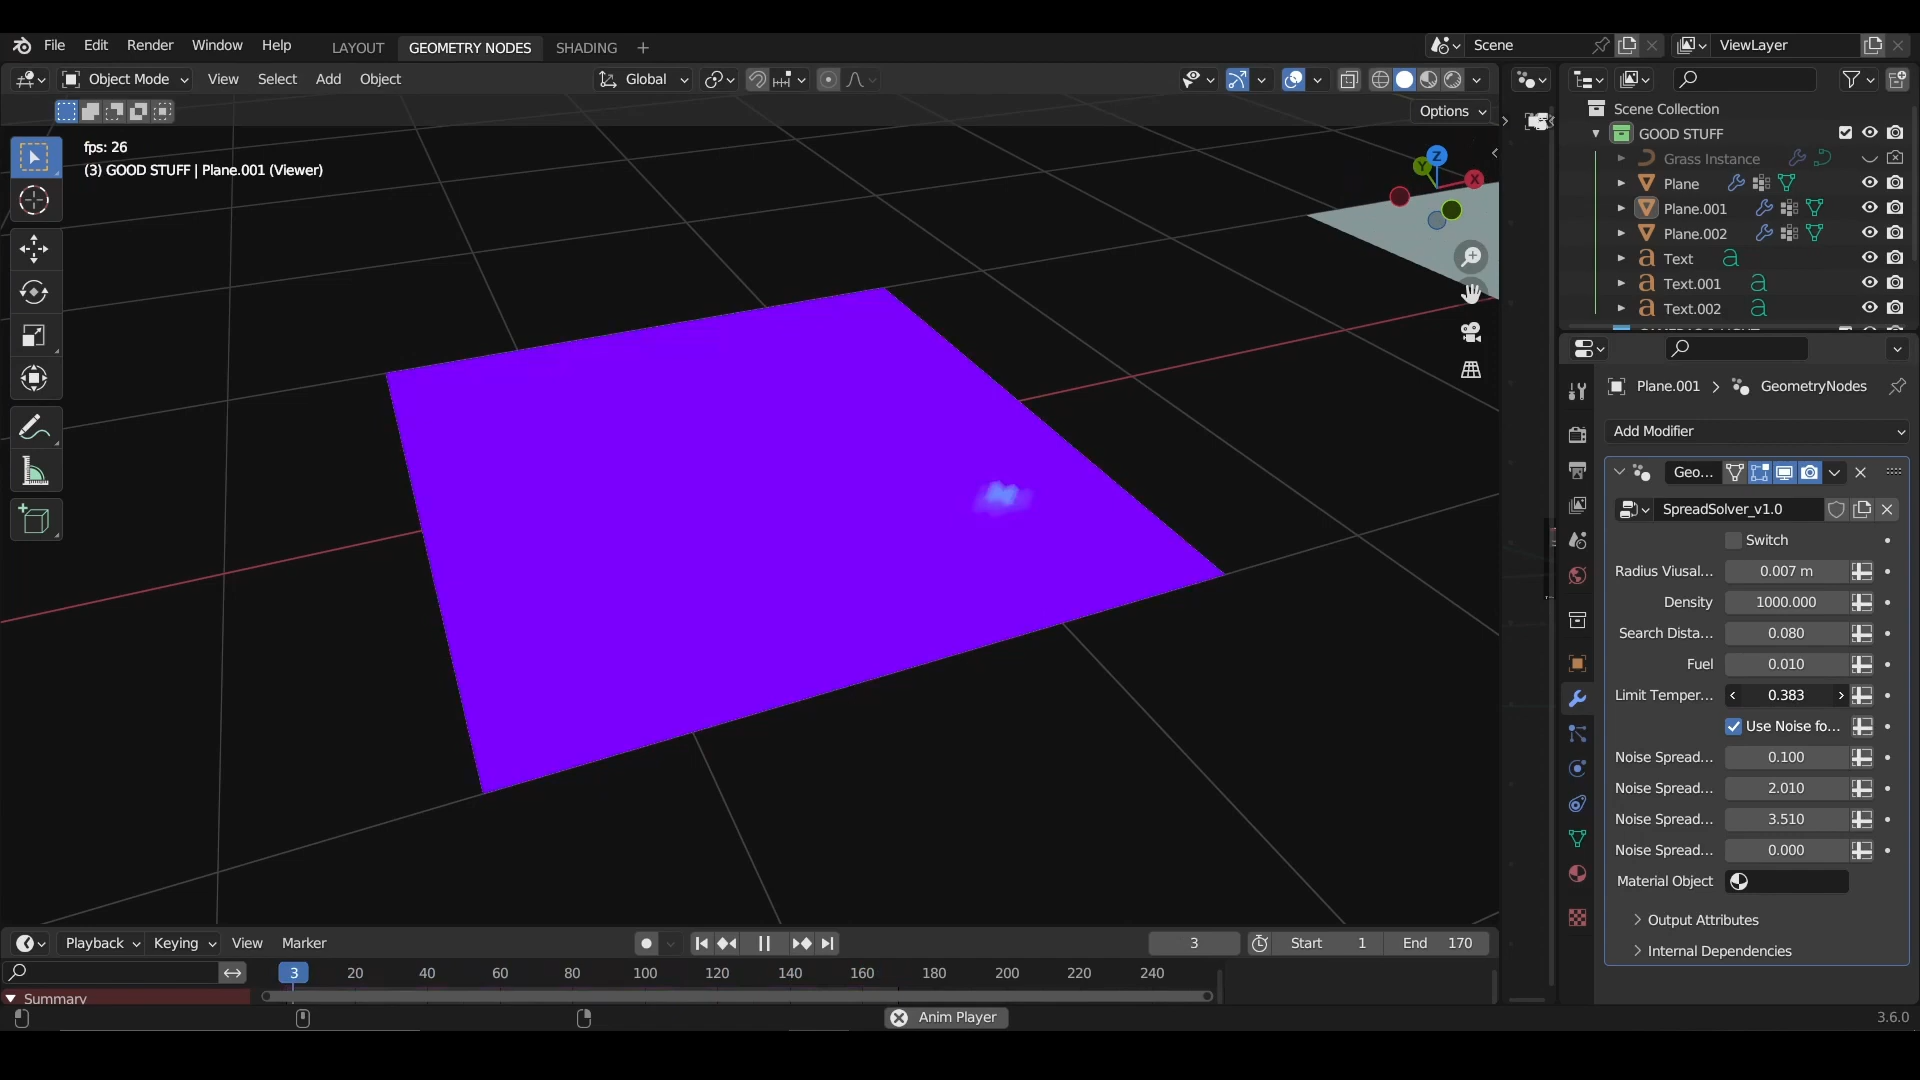 File Edit Render Window Help LAYOUT GEOMETRY NODES SHADING + Scene ViewLayer
Object Mode View Select Add Object Global
Options
fps: 26
(3) GOOD STUFF | Plane.001 (Viewer)
Z
Y
X
Scene Collection
GOOD STUFF
Grass Instance
Plane
Plane.001
Plane.002
Text
Text.001
Text.002
Plane.001 > GeometryNodes
Add Modifier
Geo...
SpreadSolver_v1.0
Switch
Radius Viusal... 0.007 m
Density 1000.000
Search Dista... 0.080
Fuel 0.010
Limit Temper... 0.383
Use Noise fo...
Noise Spread... 0.100
Noise Spread... 2.010
Noise Spread... 3.510
Noise Spread... 0.000
Material Object
Output Attributes
Internal Dependencies
Playback Keying View Marker 3 Start 1 End 170
3 20 40 60 80 100 120 140 160 180 200 220 240
Summary
Anim Player
3.6.0